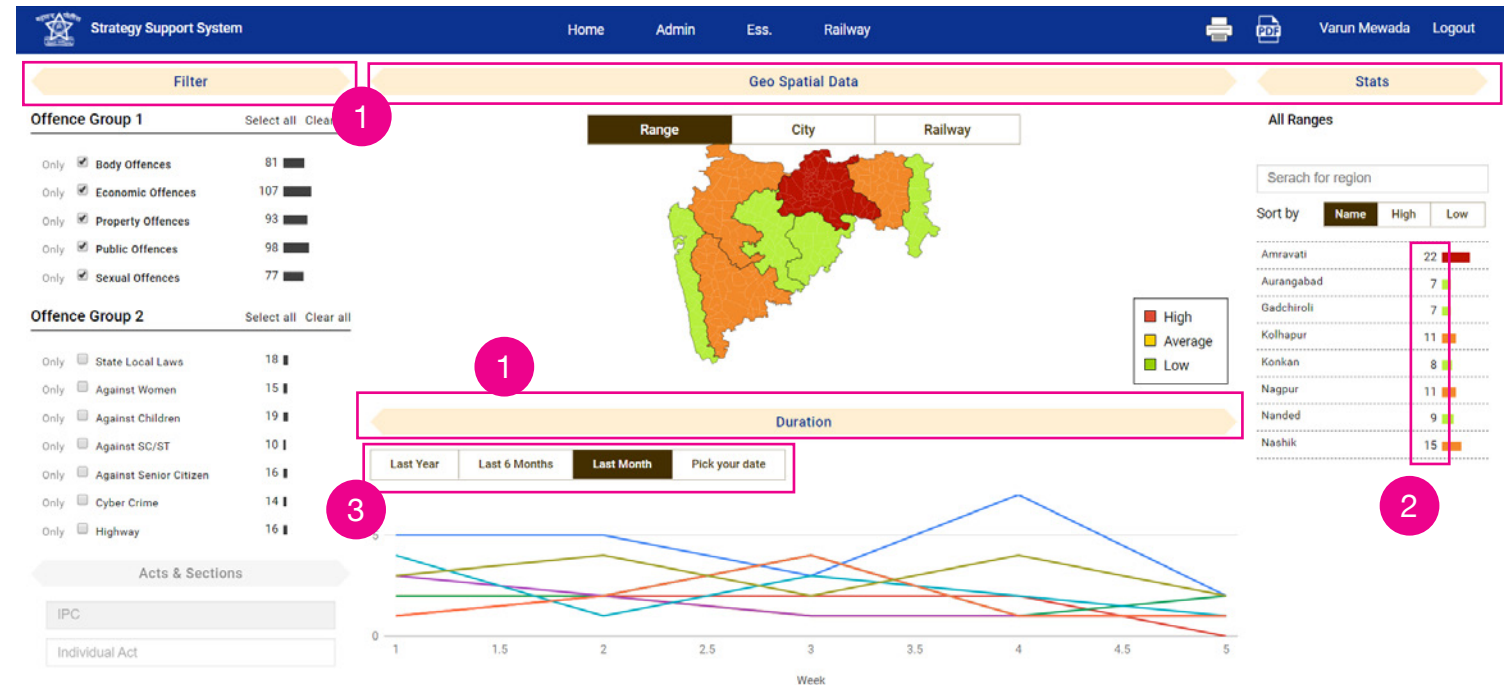 Strategy Support System
Home Admin Ess. Railway
PDF
Varun Mewada Logout
Filter
1
Geo Spatial Data
Stats
Offence Group 1 Select all Clear
Only Body Offences 81
Only Economic Offences 107
Only Property Offences 93
Only Public Offences 98
Only Sexual Offences 77
Offence Group 2 Select all Clear all
Only State Local Laws 18
Only Against Women 15
Only Against Children 19
Only Against SC/ST 10
Only Against Senior Citizen 16
Only Cyber Crime 14
Only Highway 16
Acts & Sections
IPC
Individual Act
Range City Railway
High
Average
Low
1
Duration
Last Year Last 6 Months Last Month Pick your date
3
5
0
1 1.5 2 2.5 3 3.5 4 4.5 5
Week
All Ranges
Serach for region
Sort by Name High Low
Amravati 22
Aurangabad 7
Gadchiroli 7
Kolhapur 11
Konkan 8
Nagpur 11
Nanded 9
Nashik 15
2